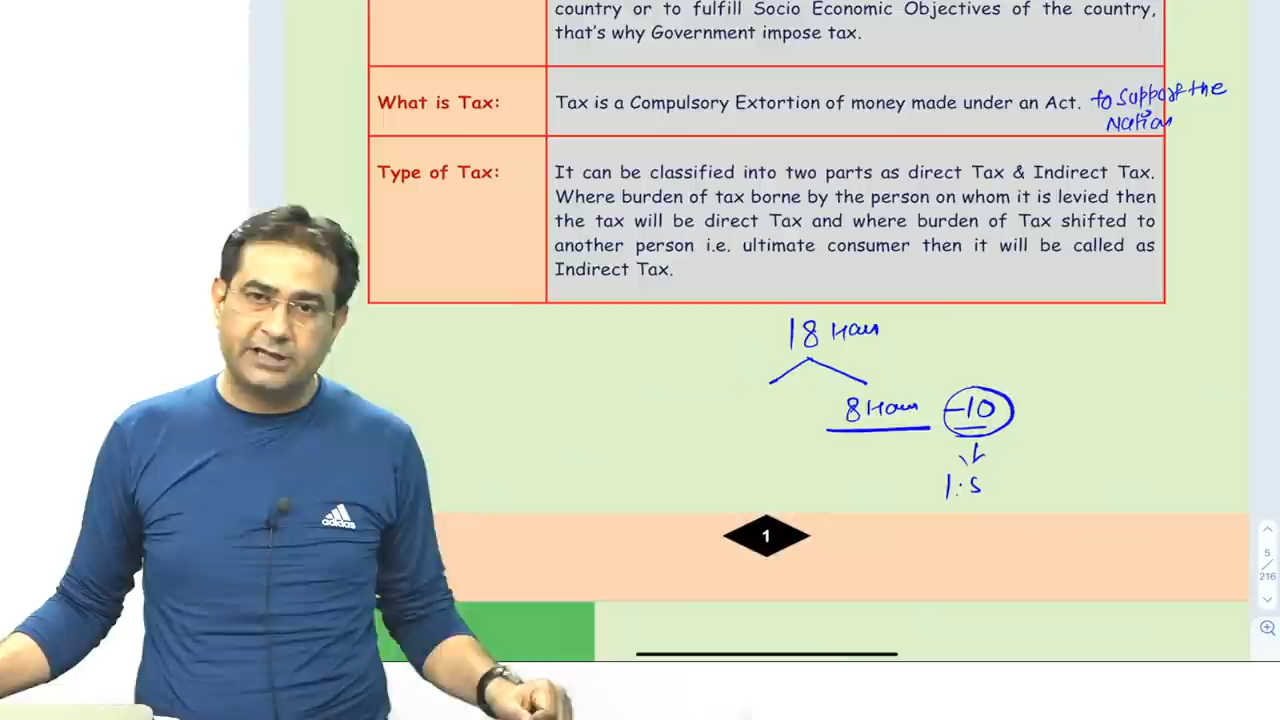 country or to fulfill Socio Economic Objectives of the country,
that's why Government impose tax.
What is Tax:
Tax is a Compulsory Extortion of money made under an Act.
to support the
Nation
Type of Tax:
It can be classified into two parts as direct Tax & Indirect Tax.
Where burden of tax borne by the person on whom it is levied then
the tax will be direct Tax and where burden of Tax shifted to
another person i.e. ultimate consumer then it will be called as
Indirect Tax.
18
8
-10
adidas
1
5
/
216